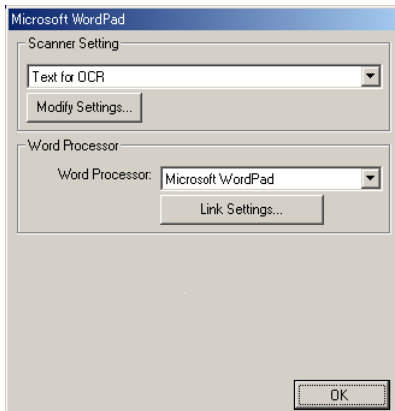 Microsoft WordPad
Scanner Setting
Text for OCR
Modify Settings...
Word Processor
Word Processor: Microsoft WordPad
Link Settings...
OK